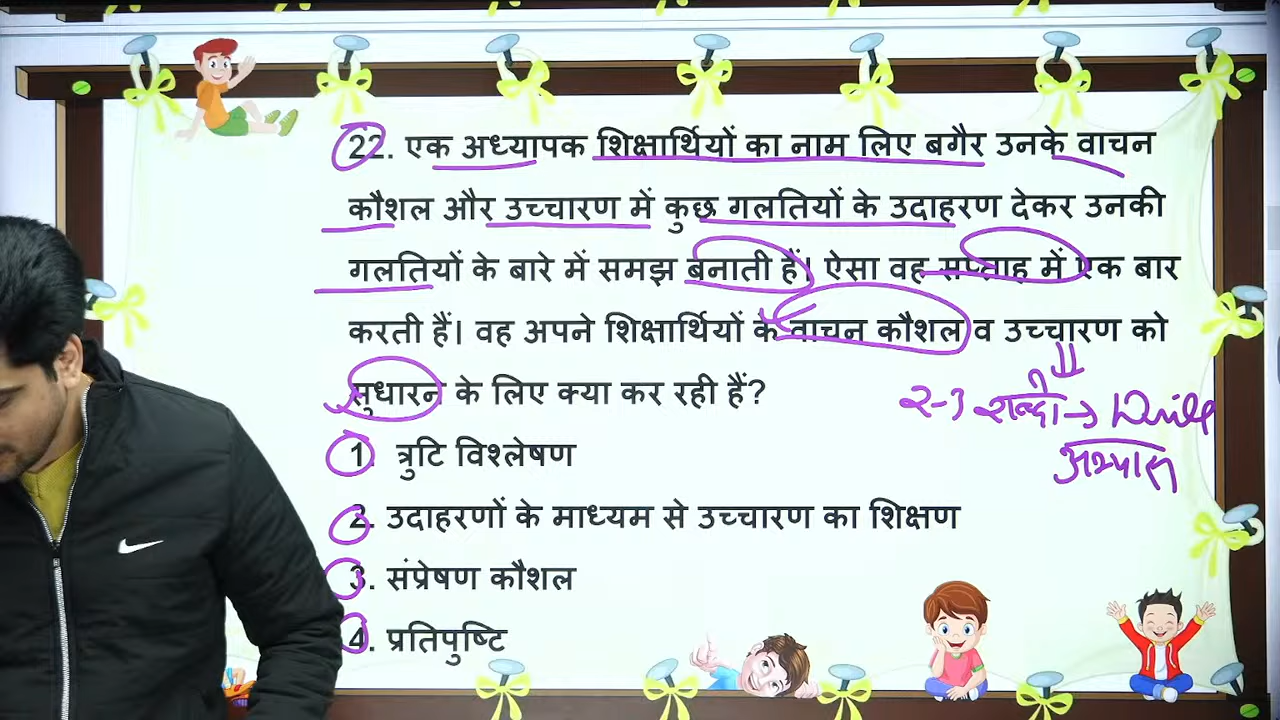 22. एक अध्यापक शिक्षार्थियों का नाम लिए बगैर उनके वाचन
कौशल और उच्चारण में कुछ गलतियों के उदाहरण देकर उनकी
गलतियों के बारे में समझ बनाती हैं। ऐसा वह सप्ताह में एक बार
करती हैं। वह अपने शिक्षार्थियों के वाचन कौशल व उच्चारण को
सुधारन के लिए क्या कर रही हैं?
२-३ शब्दों → Drill
अभ्यास
1. त्रुटि विश्लेषण
2. उदाहरणों के माध्यम से उच्चारण का शिक्षण
3. संप्रेषण कौशल
4. प्रतिपुष्टि